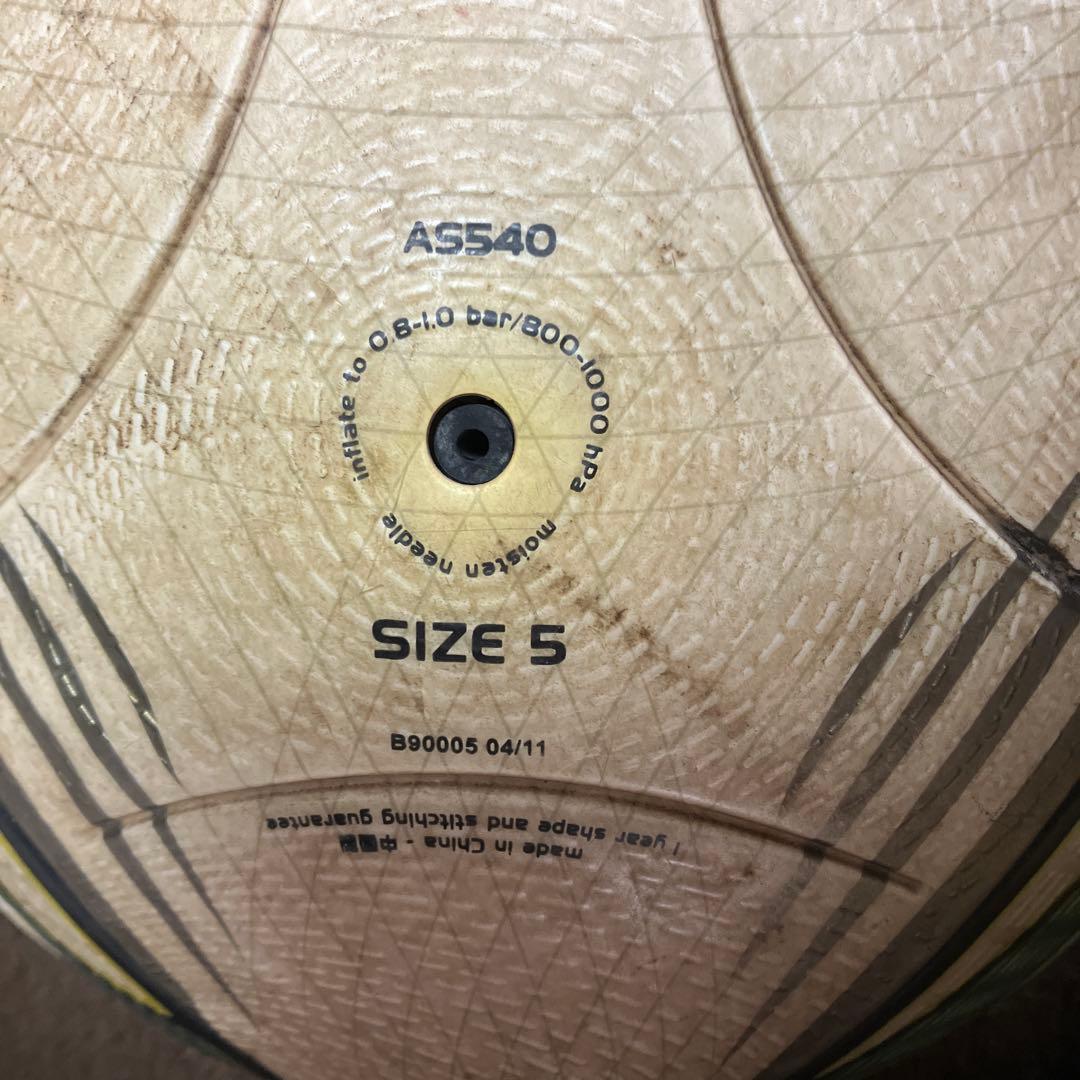 AS540
inflate to 0.8-1.0 bar/800-1000 hPa
moisten needle
SIZE 5
B90005 04/11
1 year shape and stitching guarantee
made in China - 中国製